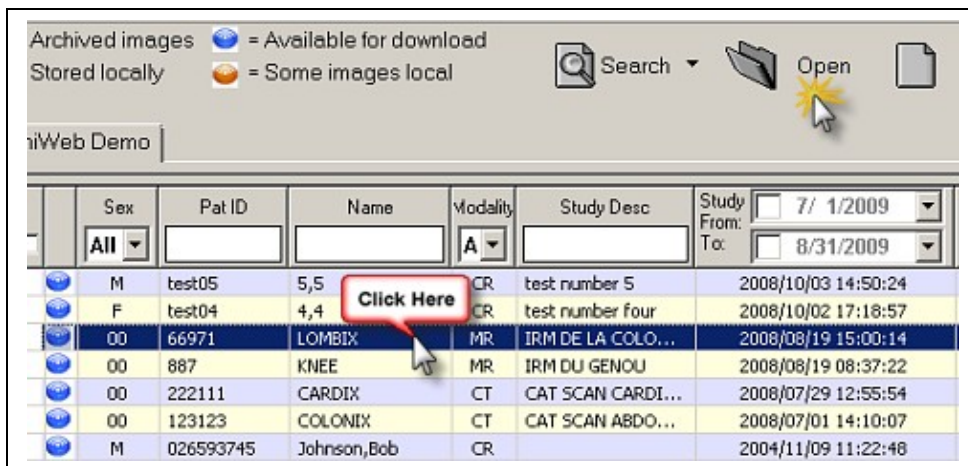 Archived images = Available for download
Stored locally = Some images local
Search
Open
niWeb Demo
Sex Pat ID Name Modality Study Desc Study From: 7/ 1/2009
All A To: 8/31/2009
M test05 5,5 CR test number 5 2008/10/03 14:50:24
Click Here
F test04 4,4 CR test number four 2008/10/02 17:18:57
00 66971 LOMBIX MR IRM DE LA COLO... 2008/08/19 15:00:14
00 887 KNEE MR IRM DU GENOU 2008/08/19 08:37:22
00 222111 CARDIX CT CAT SCAN CARDI... 2008/07/29 12:55:54
00 123123 COLONIX CT CAT SCAN ABDO... 2008/07/01 14:10:07
M 026593745 Johnson,Bob CR 2004/11/09 11:22:48